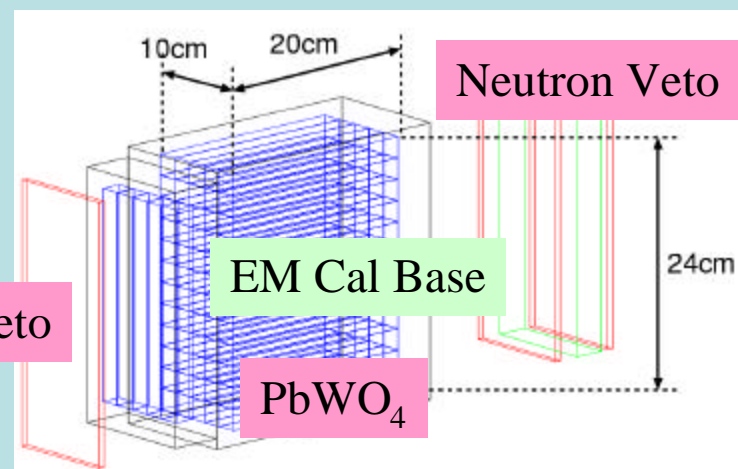 10cm
20cm
Neutron Veto
EM Cal Base
24cm
eto
PbWO₄